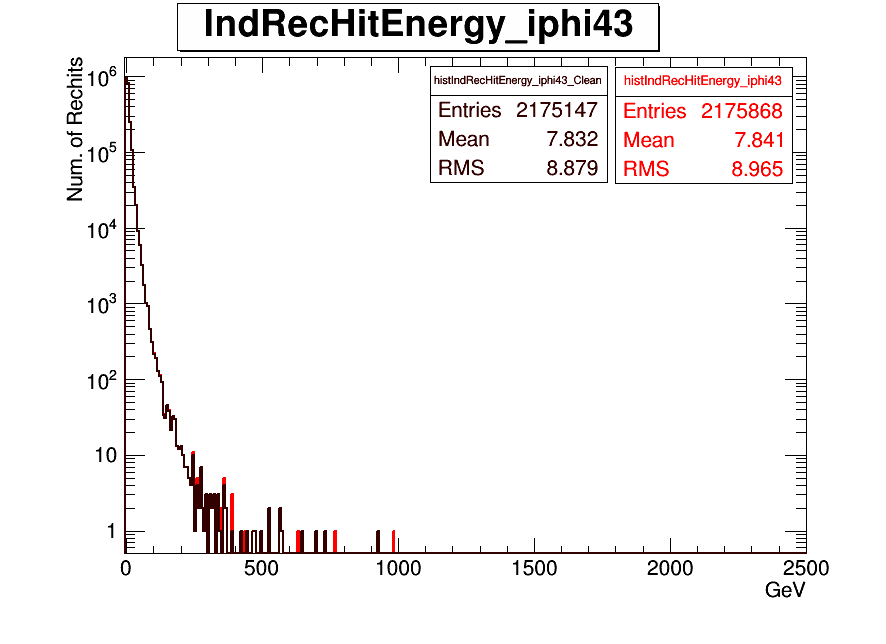 IndRecHitEnergy_iphi43
Num. of Rechits
histIndRecHitEnergy_iphi43_Clean
Entries 2175147
Mean 7.832
RMS 8.879
histIndRecHitEnergy_iphi43
Entries 2175868
Mean 7.841
RMS 8.965
10^6
10^5
10^4
10^3
10^2
10
1
0 500 1000 1500 2000 2500
GeV